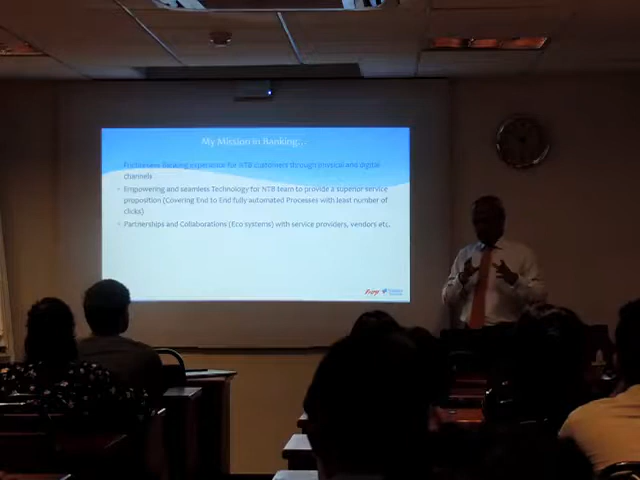 My Mission in Banking...
Banking experience for NTB customers through physical and digital
channels
Empowering and seamless Technology for NTB team to provide a superior service
proposition (Covering End to End fully automated Processes with least number of
clicks)
Partnerships and Collaborations (Eco systems) with service providers, vendors etc.